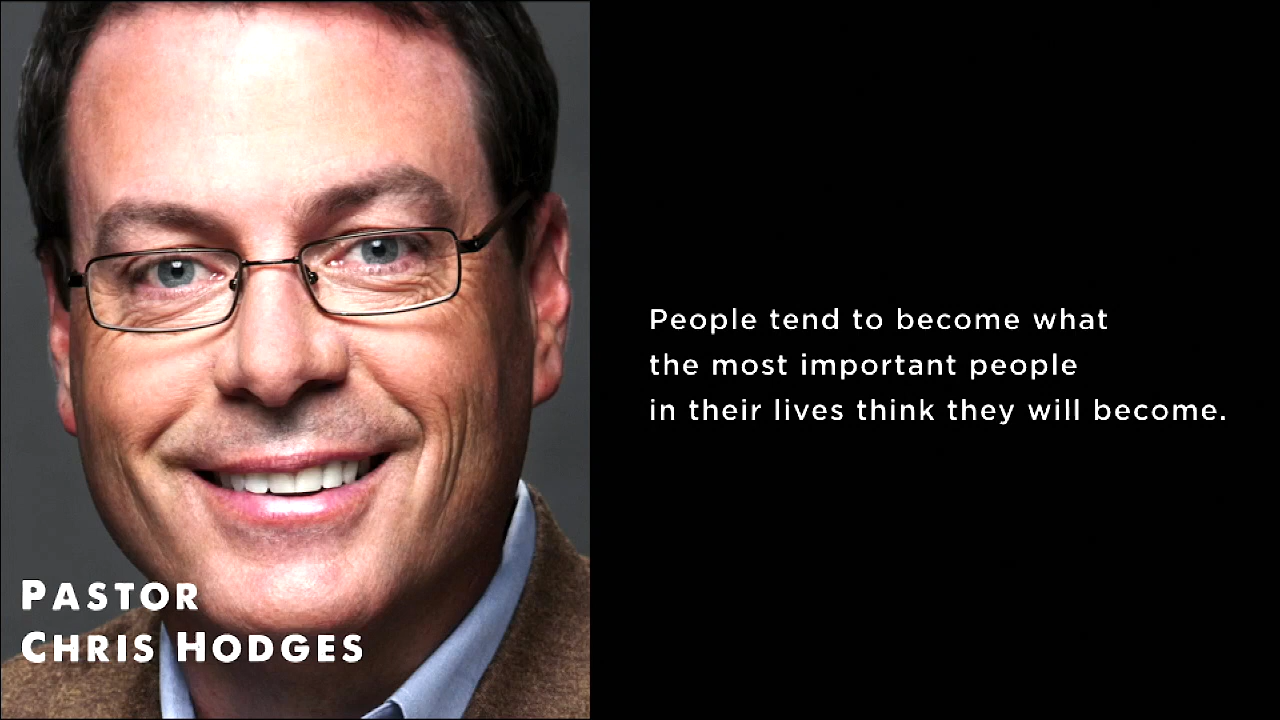 PASTOR
CHRIS HODGES
People tend to become what
the most important people
in their lives think they will become.